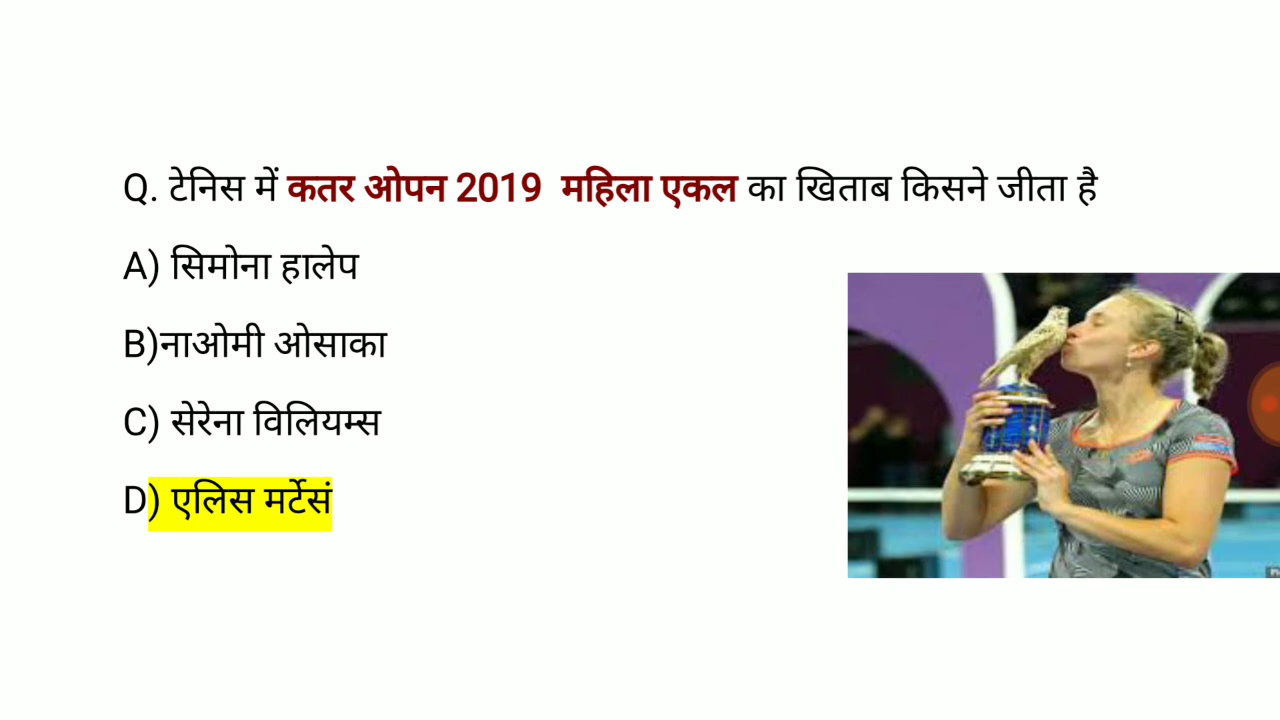 Q. टेनिस में कतर ओपन 2019 महिला एकल का खिताब किसने जीता है
A) सिमोना हालेप
B)नाओमी ओसाका
C) सेरेना विलियम्स
D) एलिस मर्टेसं